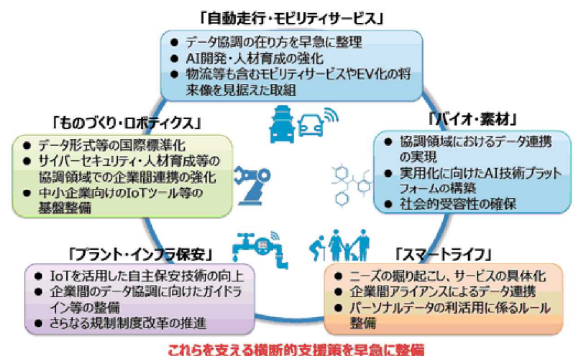 「自動走行・モビリティサービス」
● データ協調の在り方を早急に整理
● AI開発・人材育成の強化
● 物流等も含むモビリティサービスやEV化の将
来像を見据えた取組
「ものづくり・ロボティクス」
● データ形式等の国際標準化
● サイバーセキュリティ・人材育成等の
協調領域での企業間連携の強化
● 中小企業向けのIoTツール等の
基盤整備
「バイオ・素材」
● 協調領域におけるデータ連携
の実現
● 実用化に向けたAI技術プラット
フォームの構築
● 社会的受容性の確保
「プラント・インフラ保安」
● IoTを活用した自主保安技術の向上
● 企業間のデータ協調に向けたガイドラ
イン等の整備
● さらなる規制制度改革の推進
「スマートライフ」
● ニーズの掘り起こし、サービスの具体化
● 企業間アライアンスによるデータ連携
● パーソナルデータの利活用に係るルール
整備
これらを支える横断的支援策を早急に整備